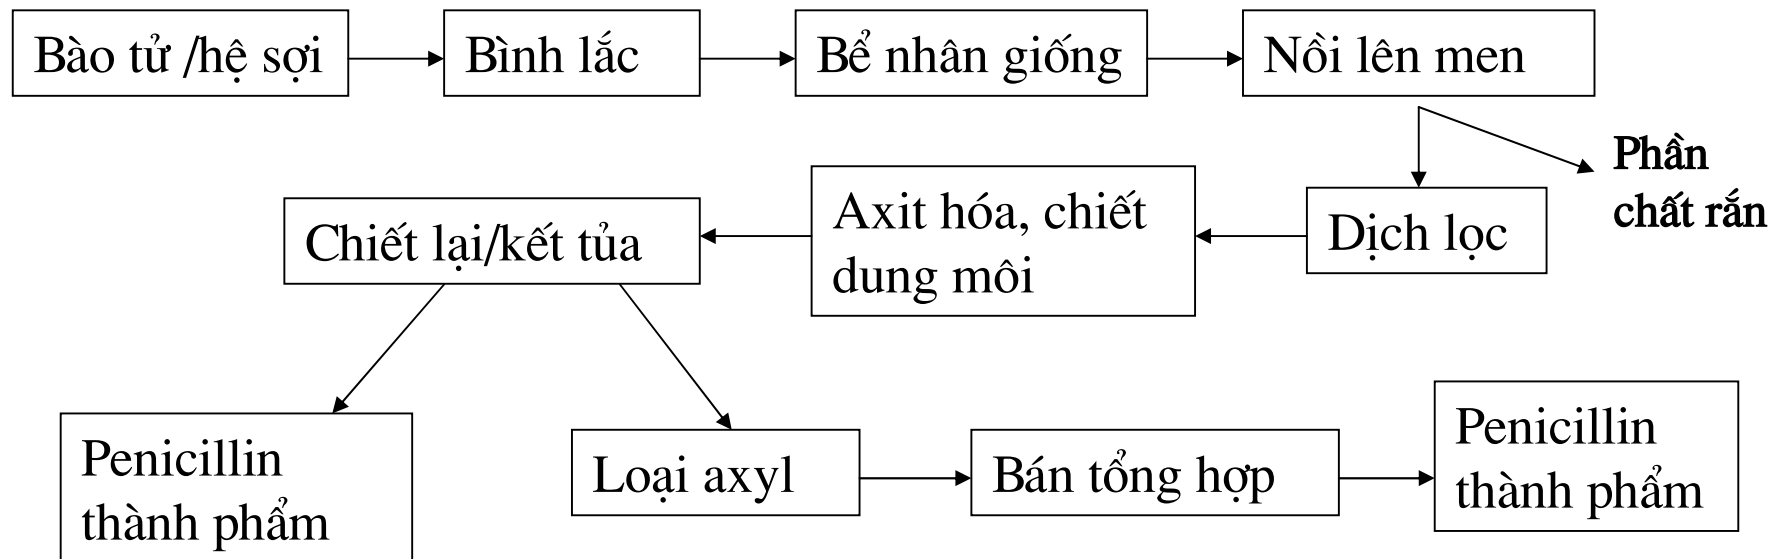 Bào tử /hệ sợi
Bình lắc
Bể nhân giống
Nồi lên men
Phần
chất rắn
Dịch lọc
Axit hóa, chiết
dung môi
Chiết lại/kết tủa
Penicillin
thành phẩm
Loại axyl
Bán tổng hợp
Penicillin
thành phẩm